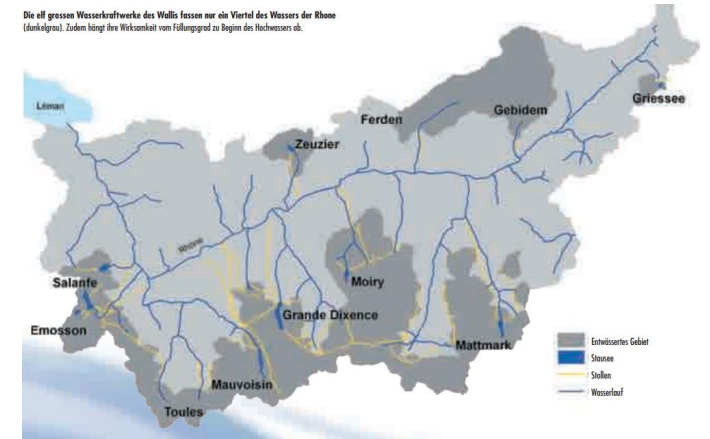 Die elf grossen Wasserkraftwerke des Wallis fassen nur ein Viertel des Wassers der Rhone
(dunkelgrau). Zudem hängt ihre Wirksamkeit vom Füllungsgrad zu Beginn des Hochwassers ab.
Léman
Ferden
Gebidem
Griessee
Zeuzier
Rhone
Salanfe
Moiry
Emosson
Grande Dixence
Mattmark
Mauvoisin
Toules
Entwässertes Gebiet
Stausee
Stollen
Wasserlauf